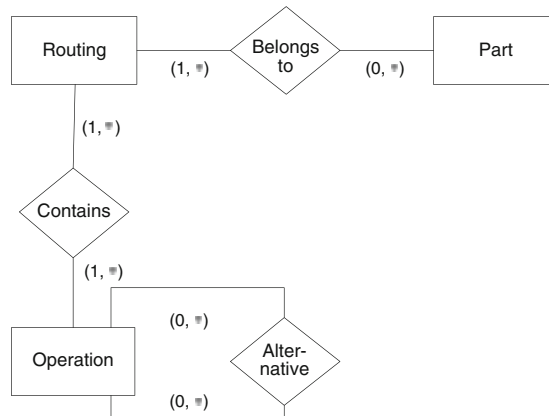 Routing
Belongs
to
Part
(1, )
(0, )
(1, )
Contains
(1, )
(0, )
Operation
Alter-
native
(0, )